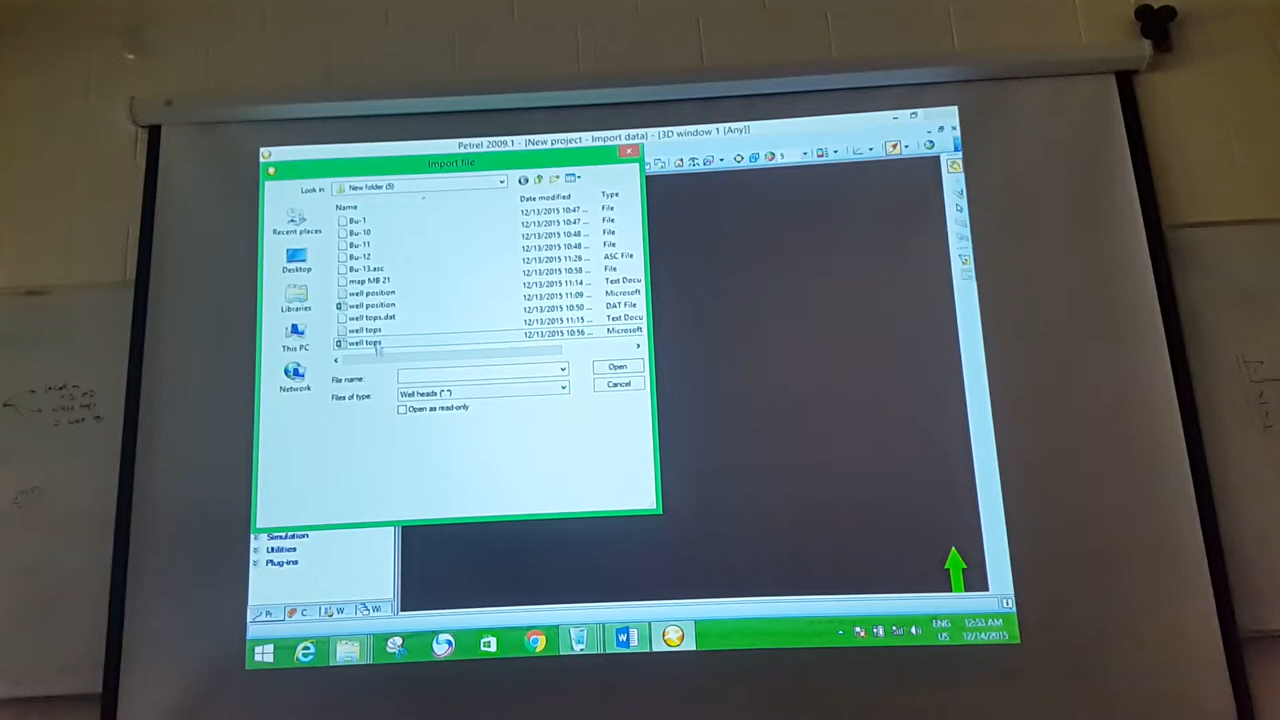 Petrel 2009.1 - [New project - Import data] - [3D window 1 [Any]]
Import file
Look in
New folder (5)
5
Name
Date modified
Type
Bu-1
12/13/2015 10:47 ...
File
Bu-10
12/13/2015 10:47 ...
File
Bu-11
12/13/2015 10:48 ...
File
Bu-12
12/13/2015 10:48 ...
File
Bu-13.asc
12/13/2015 11:26 ...
ASC File
map MB 21
12/13/2015 10:58 ...
File
well position
12/13/2015 11:14 ...
Text Docu
well position
12/13/2015 11:09 ...
Microsoft
well tops.dat
12/13/2015 10:50 ...
DAT File
well tops
12/13/2015 11:15 ...
Text Docu
well tops
12/13/2015 10:56 ...
Microsoft
Recent places
Desktop
Libraries
This PC
Network
File name:
Open
Files of type:
Well heads (*.*)
Cancel
Open as read-only
Simulation
Utilities
Plug-ins
Pr
C...
W...
Wi
ENG
US
12:53 AM
12/14/2015